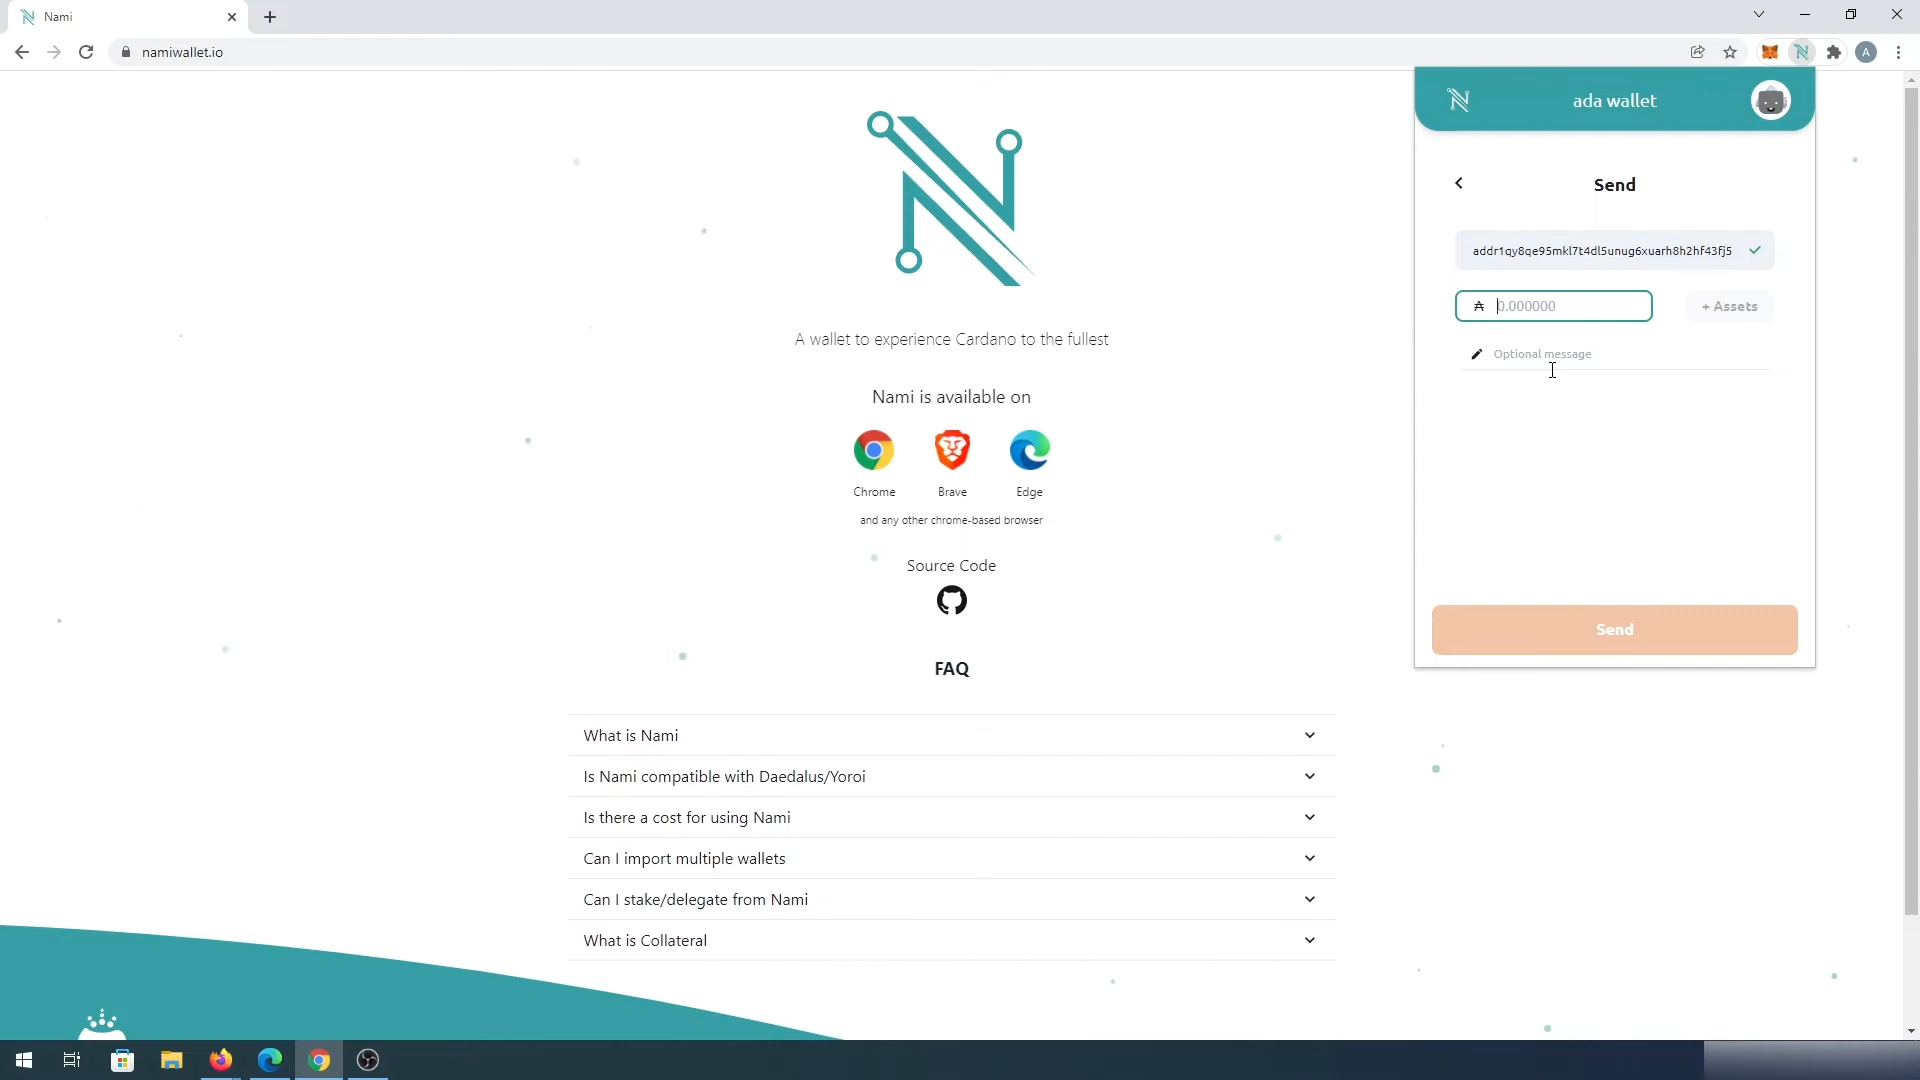 Nami
namiwallet.io
A
ada wallet
Send
addr1qy8qe95mkl7t4dl5unug6xuarh8h2hf43fj5
₳ 0.000000
+ Assets
Optional message
Send
A wallet to experience Cardano to the fullest
Nami is available on
Chrome Brave Edge
and any other chrome-based browser
Source Code
FAQ
What is Nami
Is Nami compatible with Daedalus/Yoroi
Is there a cost for using Nami
Can I import multiple wallets
Can I stake/delegate from Nami
What is Collateral